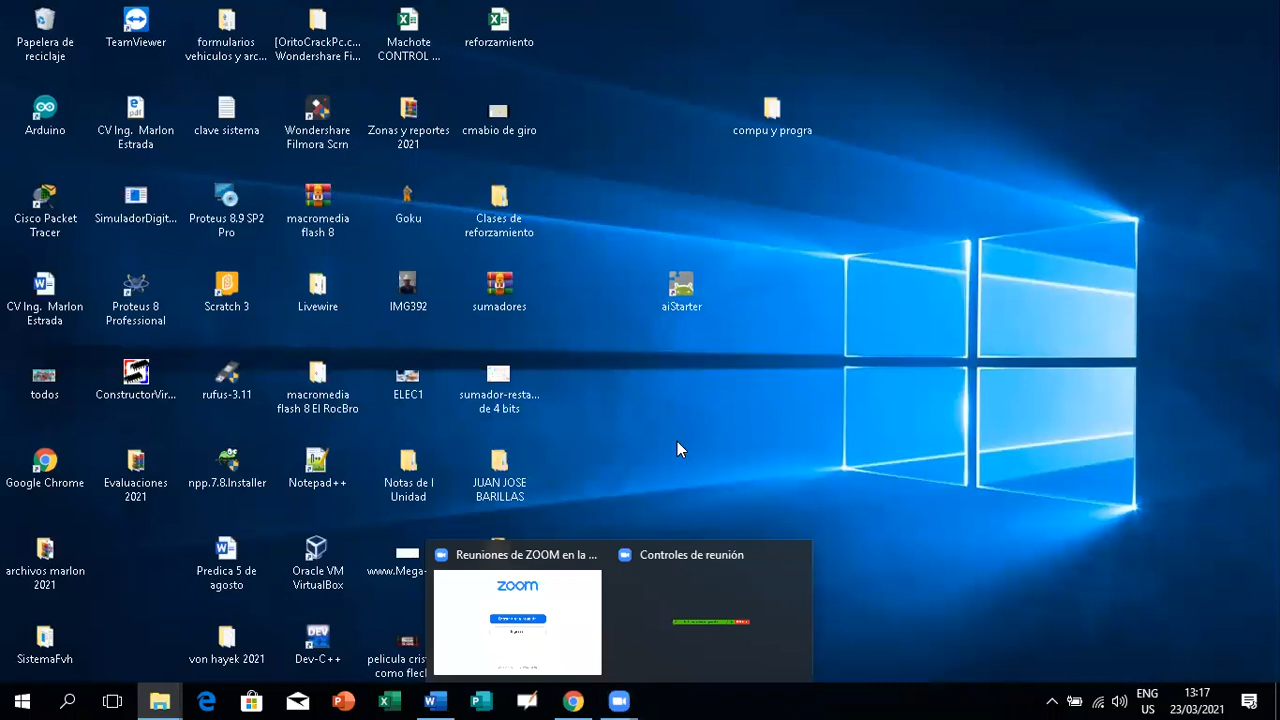 Papelera de
reciclaje
TeamViewer
formularios
vehiculos y arc...
[OritoCrackPc.c...
Wondershare Fi...
Machote
CONTROL ...
reforzamiento
Arduino
CV Ing. Marlon
Estrada
clave sistema
Wondershare
Filmora Scrn
Zonas y reportes
2021
cmabio de giro
compu y progra
Cisco Packet
Tracer
SimuladorDigit...
Proteus 8.9 SP2
Pro
macromedia
flash 8
Goku
Clases de
reforzamiento
CV Ing. Marlon
Estrada
Proteus 8
Professional
Scratch 3
Livewire
IMG392
sumadores
aiStarter
todos
ConstructorVir...
rufus-3.11
macromedia
flash 8 El RocBro
ELEC1
sumador-resta...
de 4 bits
Google Chrome
Evaluaciones
2021
npp.7.8.Installer
Notepad++
Notas de I
Unidad
JUAN JOSE
BARILLAS
archivos marlon
2021
Predica 5 de
agosto
Oracle VM
VirtualBox
www.Mega-
Reuniones de ZOOM en la ...
Controles de reunión
zoom
SistemaFvh
von hayek 2021
Dev-C++
pelicula cris
como flec
ENG
US
13:17
23/03/2021